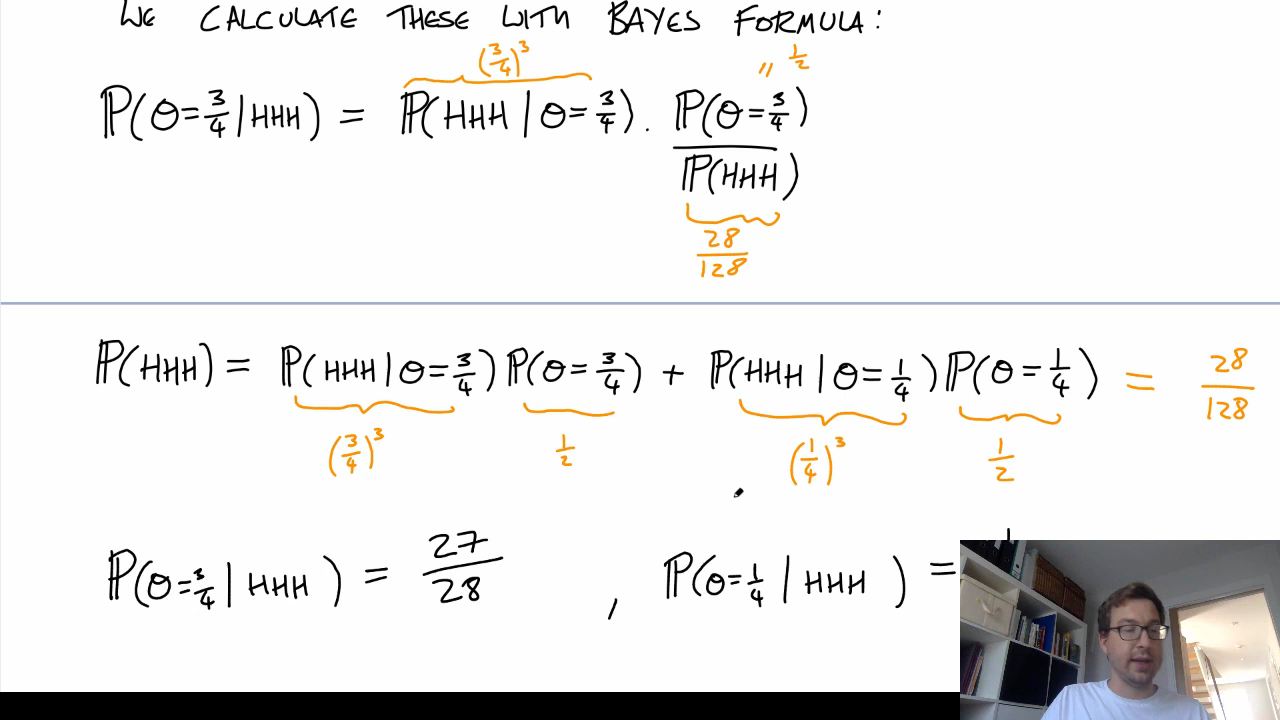 WE CALCULATE THESE WITH BAYES FORMULA:
(3/4)^3 " 1/2
ℙ(θ=3/4|HHH) = ℙ(HHH|θ=3/4) . ℙ(θ=3/4)/ℙ(HHH)
28/128
ℙ(HHH) = ℙ(HHH|θ=3/4)ℙ(θ=3/4) + ℙ(HHH|θ=1/4)ℙ(θ=1/4) = 28/128
(3/4)^3 1/2 (1/4)^3 1/2
ℙ(θ=3/4|HHH) = 27/28 , ℙ(θ=1/4|HHH) =